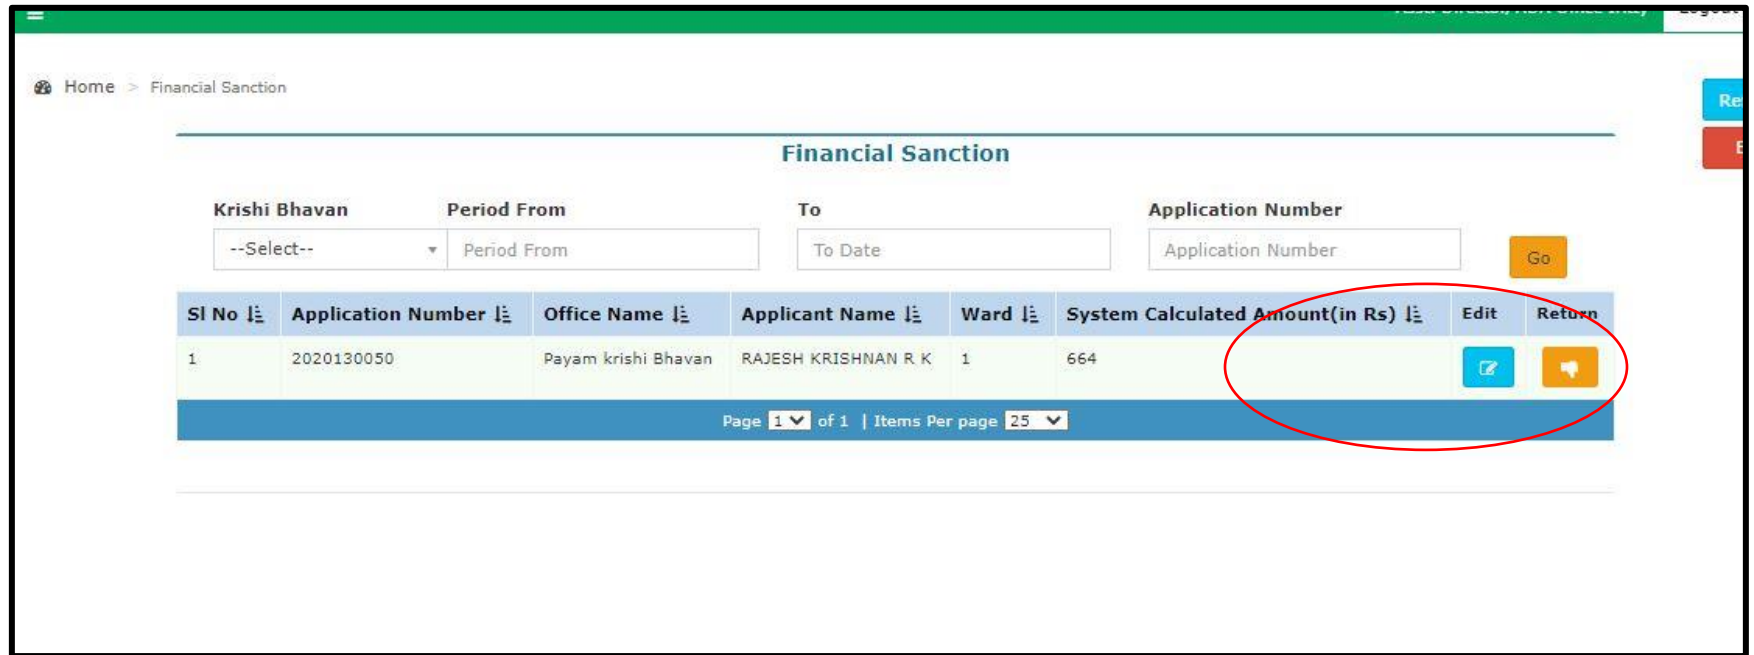 Home > Financial Sanction
Financial Sanction
Krishi Bhavan Period From To Application Number
--Select-- Period From To Date Application Number Go
Sl No Application Number Office Name Applicant Name Ward System Calculated Amount(in Rs) Edit Return
1 2020130050 Payam krishi Bhavan RAJESH KRISHNAN R K 1 664
Page 1 of 1 | Items Per page 25